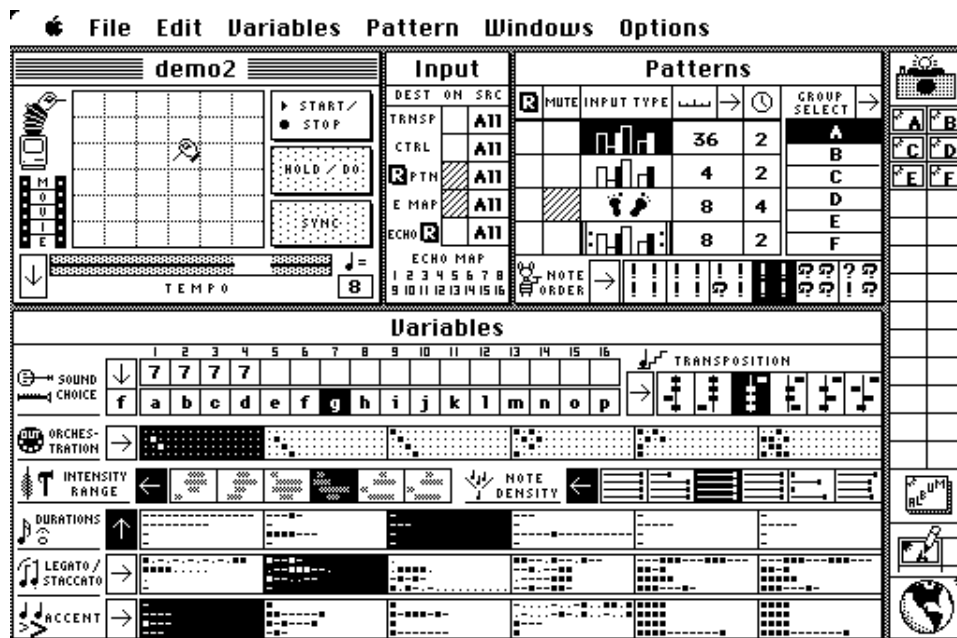 File Edit Variables Pattern Windows Options
demo2
START/
STOP
HOLD / DO
SYNC
MOVIE
TEMPO
= 8
Input
DEST ON SRC
TRNSP All
CTRL All
R PTN All
E MAP All
ECHO R All
ECHO MAP
1 2 3 4 5 6 7 8
9 10 11 12 13 14 15 16
Patterns
R MUTE INPUT TYPE GROUP SELECT
36 2
4 2
8 4
8 2
A
B
C
D
E
F
NOTE ORDER
! ! ! ! ! ! ! ? ! ! ! ! ? ? ? ? ? ? ! ?
A B
C D
E F
Variables
1 2 3 4 5 6 7 8 9 10 11 12 13 14 15 16
SOUND CHOICE
7 7 7 7
f a b c d e f g h i j k l m n o p
TRANSPOSITION
OUT ORCHES-
TRATION
INTENSITY RANGE
NOTE DENSITY
DURATIONS
LEGATO /
STACCATO
ACCENT
ALBUM